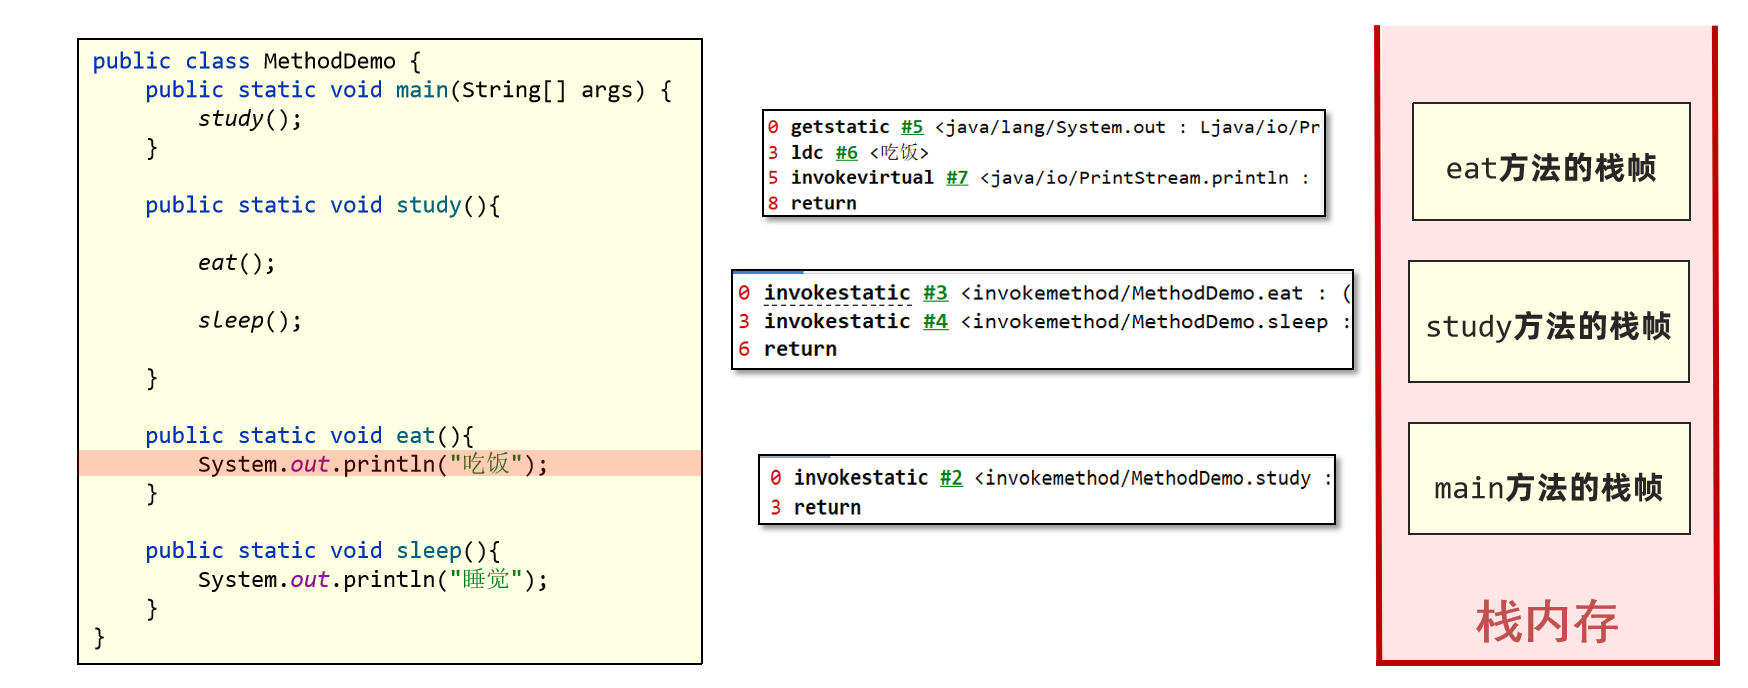 public class MethodDemo {
public static void main(String[] args) {
study();
}
public static void study(){
eat();
sleep();
}
public static void eat(){
System.out.println("吃饭");
}
public static void sleep(){
System.out.println("睡觉");
}
}
0 getstatic #5 <java/lang/System.out : Ljava/io/Pr
3 ldc #6 <吃饭>
5 invokevirtual #7 <java/io/PrintStream.println :
8 return
0 invokestatic #3 <invokemethod/MethodDemo.eat : (
3 invokestatic #4 <invokemethod/MethodDemo.sleep :
6 return
0 invokestatic #2 <invokemethod/MethodDemo.study :
3 return
eat方法的栈帧
study方法的栈帧
main方法的栈帧
栈内存